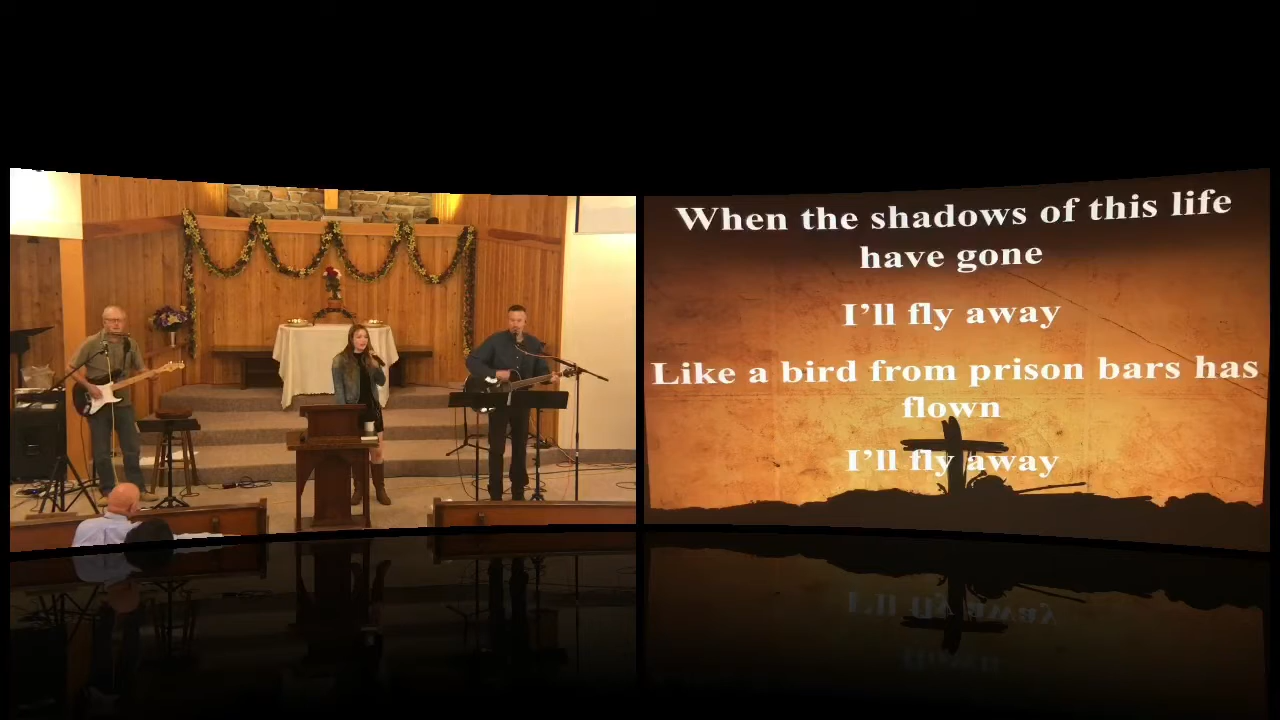 When the shadows of this life
have gone
I’ll fly away
Like a bird from prison bars has
flown
I’ll fly away